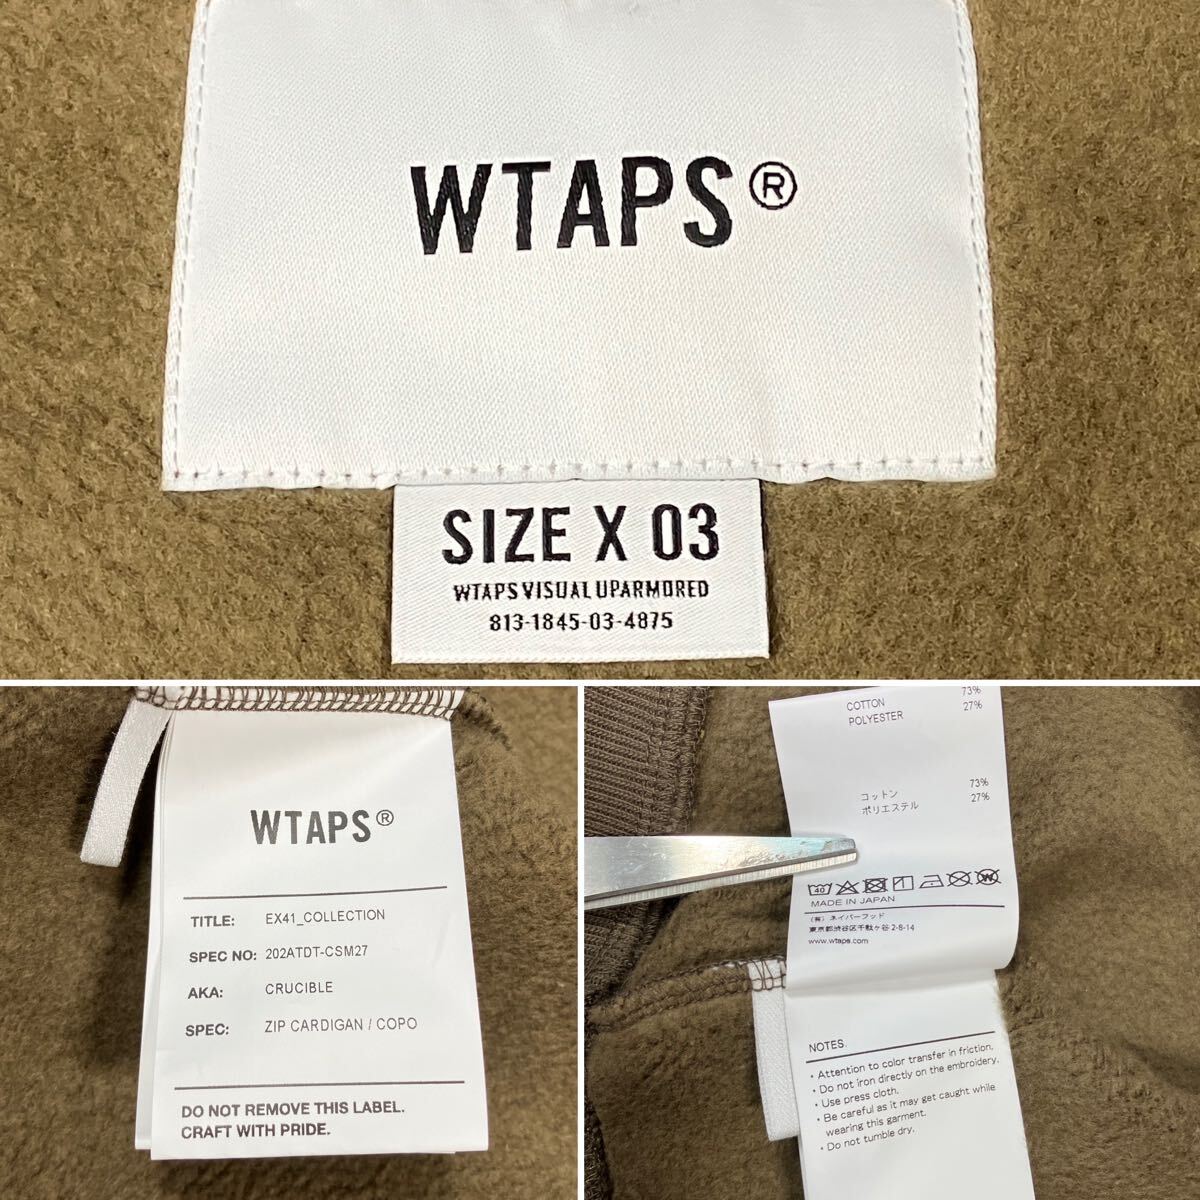 WTAPS®
SIZE X 03
WTAPS VISUAL UPARMORED
813-1845-03-4875
WTAPS®
TITLE: EX41_COLLECTION
SPEC NO: 202ATDT-CSM27
AKA: CRUCIBLE
SPEC: ZIP CARDIGAN / COPO
DO NOT REMOVE THIS LABEL.
CRAFT WITH PRIDE.
COTTON 73%
POLYESTER 27%
コットン 73%
ポリエステル 27%
40 W
MADE IN JAPAN
(有)ネイバーフッド
東京都渋谷区千駄ヶ谷2-8-14
www.wtaps.com
NOTES.
・Attention to color transfer in friction.
・Do not iron directly on the embroidery.
・Use press cloth.
・Be careful as it may get caught while
wearing this garment.
・Do not tumble dry.